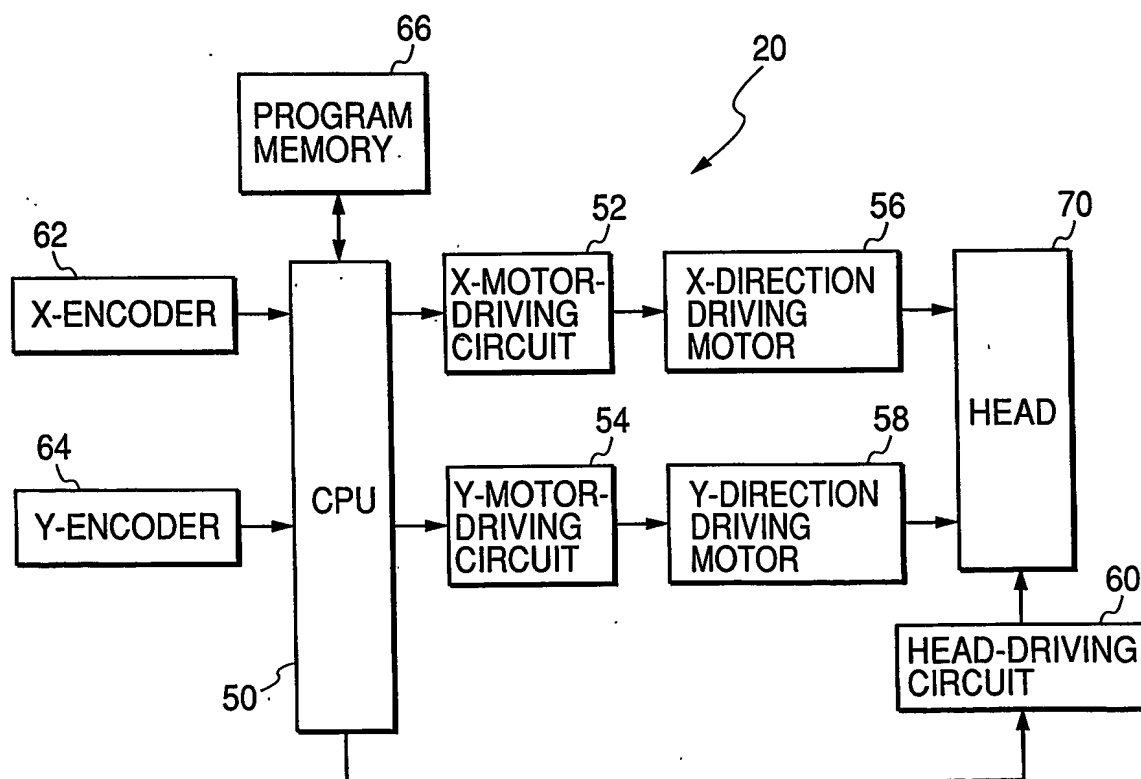 66
20
PROGRAM
MEMORY
62
52
56
70
X-ENCODER
X-MOTOR-
DRIVING
CIRCUIT
X-DIRECTION
DRIVING
MOTOR
HEAD
64
54
58
Y-ENCODER
CPU
Y-MOTOR-
DRIVING
CIRCUIT
Y-DIRECTION
DRIVING
MOTOR
60
50
HEAD-DRIVING
CIRCUIT